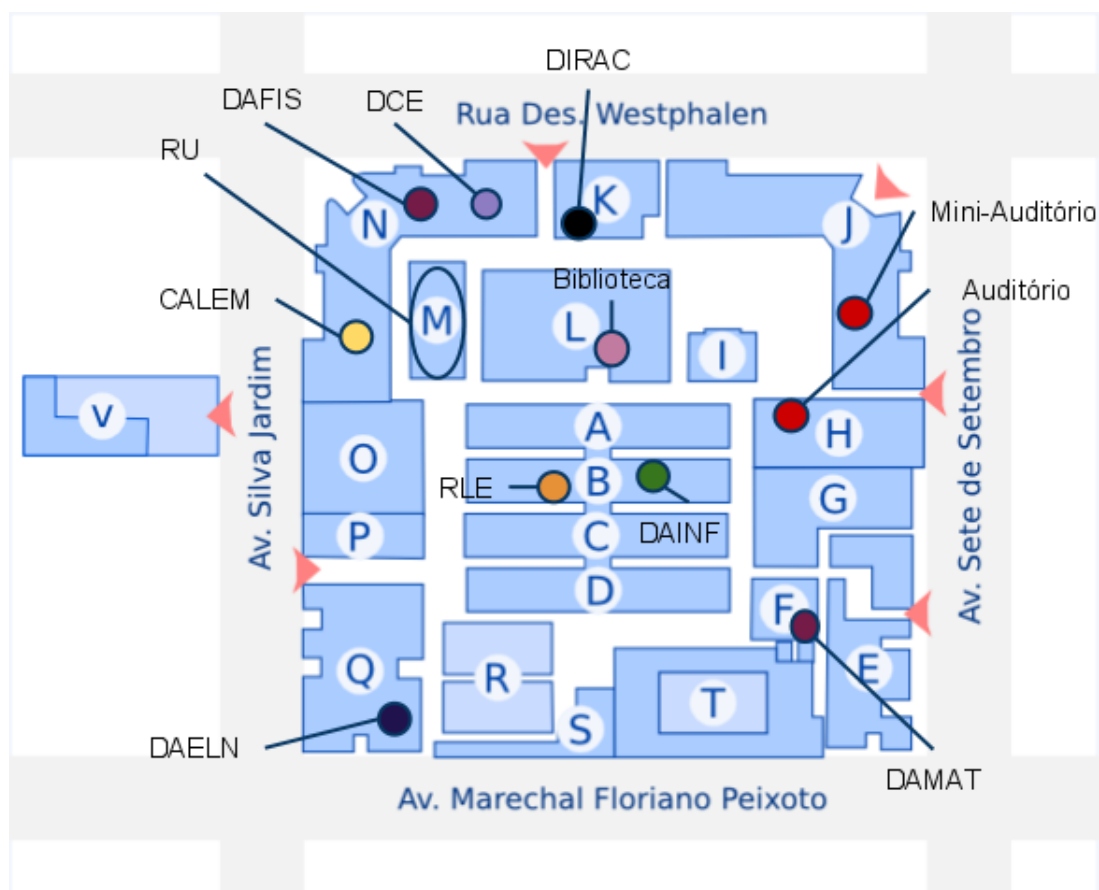 DIRAC
DAFIS
DCE
Rua Des. Westphalen
RU
K
N
J
Mini-Auditório
CALEM
Biblioteca
Auditório
M
L
I
V
A
H
O
B
RLE
G
P
C
DAINF
D
F
Q
R
E
S
T
DAELN
DAMAT
Av. Silva Jardim
Av. Sete de Setembro
Av. Marechal Floriano Peixoto